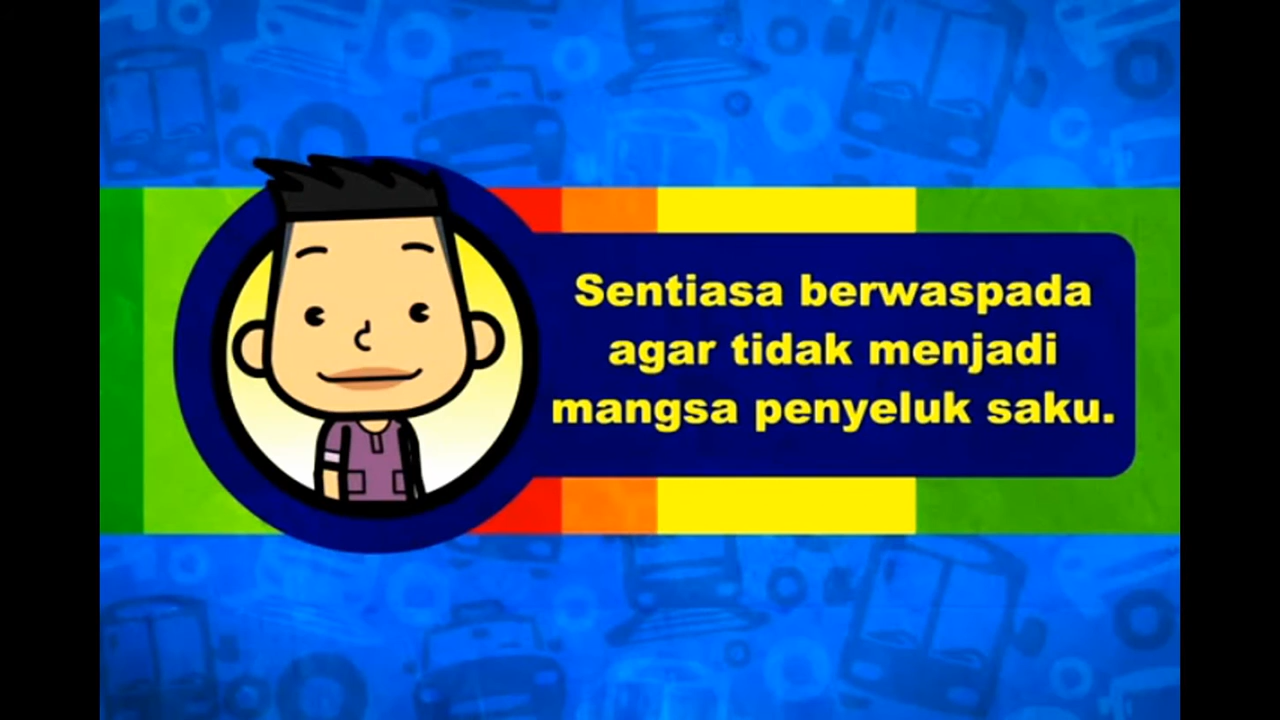 Sentiasa berwaspada
agar tidak menjadi
mangsa penyeluk saku.